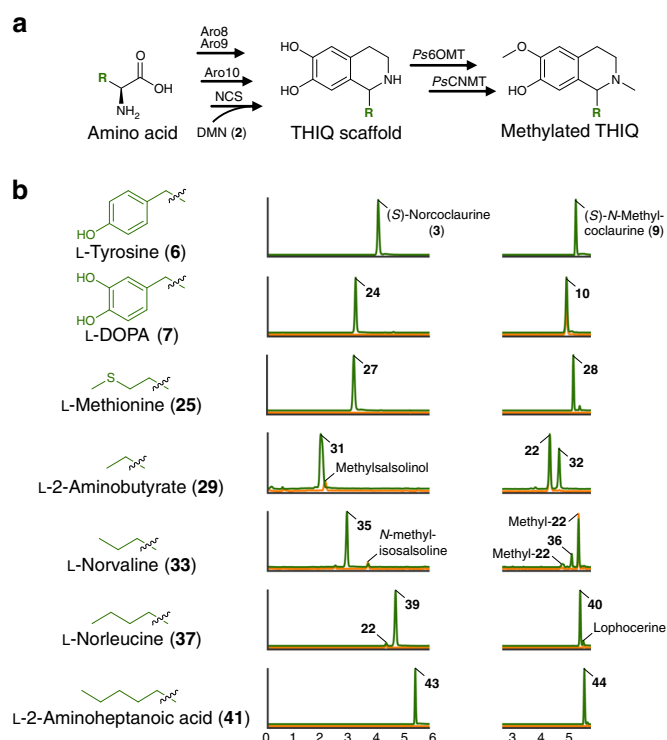 a
Aro8
Aro9
Aro10
NCS
DMN (2)
R
O
OH
NH₂
Amino acid
HO
HO
NH
R
THIQ scaffold
Ps6OMT
PsCNMT
O
HO
N
R
Methylated THIQ
b
HO
L-Tyrosine (6)
(S)-Norcoclaurine
(3)
(S)-N-Methyl-
coclaurine (9)
HO
HO
L-DOPA (7)
24
10
S
L-Methionine (25)
27
28
L-2-Aminobutyrate (29)
31
Methylsalsolinol
22
32
L-Norvaline (33)
35
N-methyl-
isosalsoline
Methyl-22
36
Methyl-22
L-Norleucine (37)
39
22
40
Lophocerine
L-2-Aminoheptanoic acid (41)
43
44
0 1 2 3 4 5 6
3 4 5